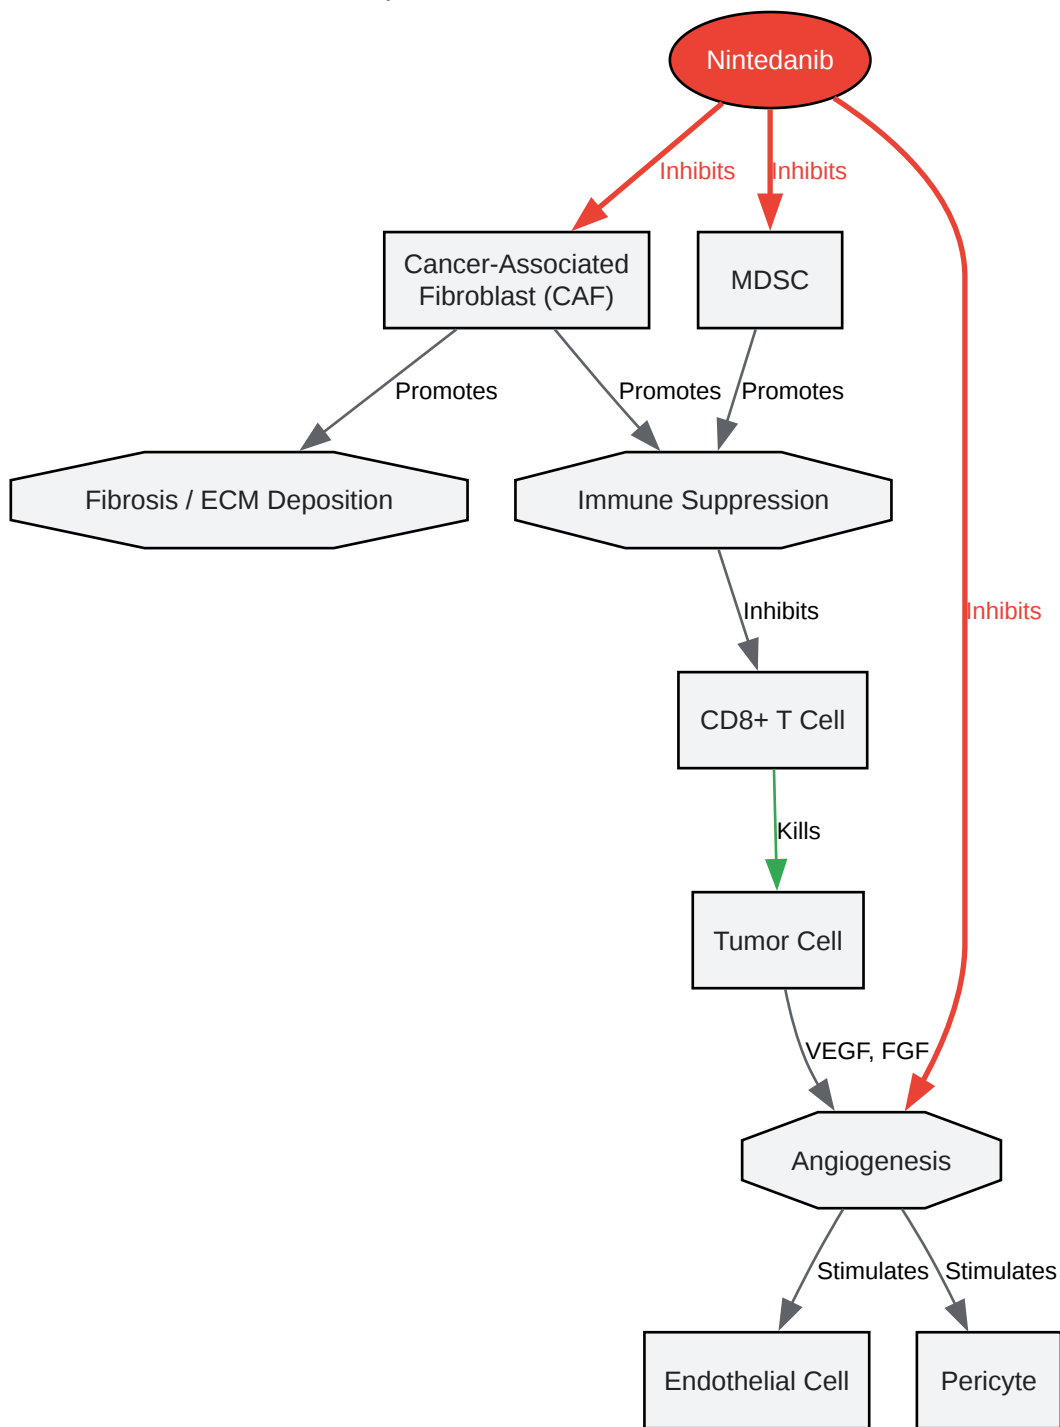 Nintedanib
Inhibits
Inhibits
Cancer-Associated
Fibroblast (CAF)
MDSC
Promotes
Promotes
Promotes
Fibrosis / ECM Deposition
Immune Suppression
Inhibits
Inhibits
CD8+ T Cell
Kills
Tumor Cell
VEGF, FGF
Angiogenesis
Stimulates
Stimulates
Endothelial Cell
Pericyte